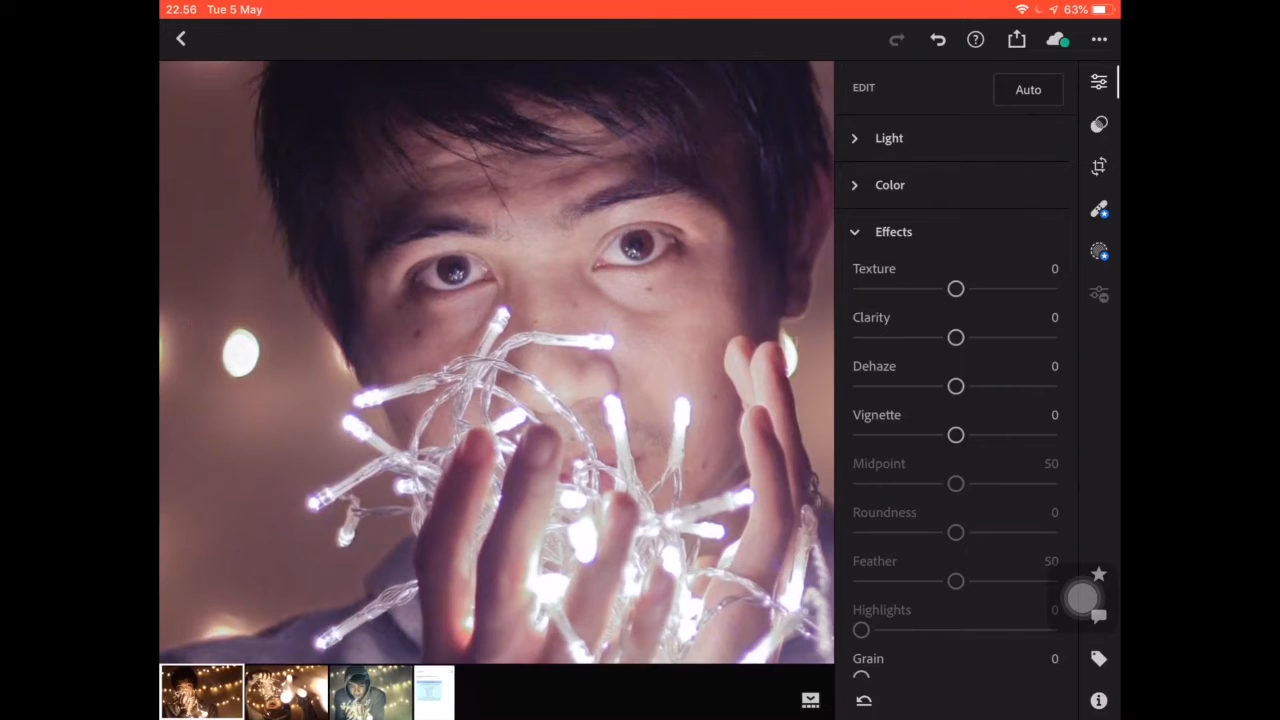 22.56 Tue 5 May
63%
EDIT
Auto
Light
Color
Effects
Texture 0
Clarity 0
Dehaze 0
Vignette 0
Midpoint 50
Roundness 0
Feather 50
Highlights 0
Grain 0